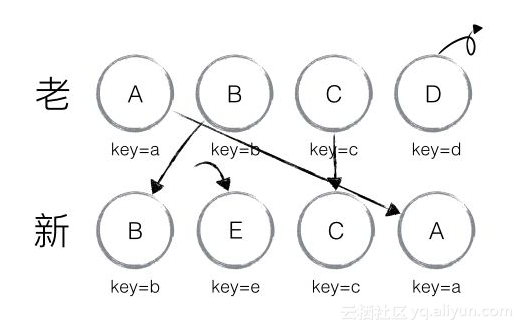 老 A B C D
key=a key=b key=c key=d
新 B E C A
key=b key=e key=c key=a
云栖社区 yq.aliyun.com